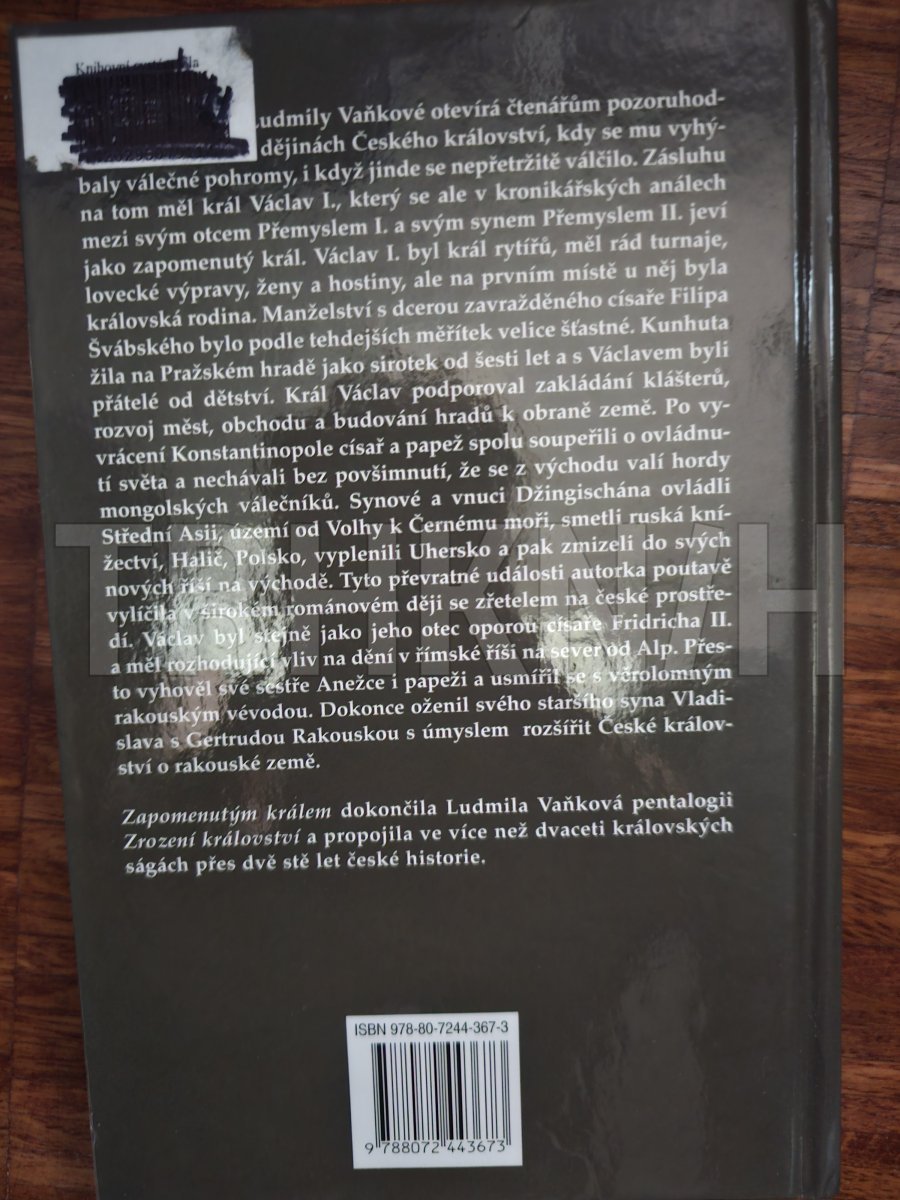 Knihovní
Ludmily Vaňkové otevírá čtenářům pozoruhod-
dějinách Českého království, kdy se mu vyhý-
baly válečné pohromy, i když jinde se nepřetržitě válčilo. Zásluhu
na tom měl král Václav I., který se ale v kronikářských análech
mezi svým otcem Přemyslem I. a svým synem Přemyslem II. jeví
jako zapomenutý král. Václav I. byl král rytířů, měl rád turnaje,
lovecké výpravy, ženy a hostiny, ale na prvním místě u něj byla
královská rodina. Manželství s dcerou zavražděného císaře Filipa
Švábského bylo podle tehdejších měřítek velice šťastné. Kunhuta
žila na Pražském hradě jako sirotek od šesti let a s Václavem byli
přátelé od dětství. Král Václav podporoval zakládání klášterů,
rozvoj měst, obchodu a budování hradů k obraně země. Po vy-
vrácení Konstantinopole císař a papež spolu soupeřili o ovládnu-
tí světa a nechávali bez povšimnutí, že se z východu valí hordy
mongolských válečníků. Synové a vnuci Džingischána ovládli
Střední Asii, území od Volhy k Černému moři, smetli ruská kní-
žectví, Halič, Polsko, vyplenili Uhersko a pak zmizeli do svých
nových říší na východě. Tyto převratné události autorka poutavě
vylíčila v širokém románovém ději se zřetelem na české prostře-
dí. Václav byl stejně jako jeho otec oporou císaře Fridricha II.
a měl rozhodující vliv na dění v římské říši na sever od Alp. Přes-
to vyhověl své sestře Anežce i papeži a usmířil se s věrolomným
rakouským vévodou. Dokonce oženil svého staršího syna Vladi-
slava s Gertrudou Rakouskou s úmyslem rozšířit České králov-
ství o rakouské země.
Zapomenutým králem dokončila Ludmila Vaňková pentalogii
Zrození království a propojila ve více než dvaceti královských
ságách přes dvě stě let české historie.
ISBN 978-80-7244-367-3
9 788072 443673